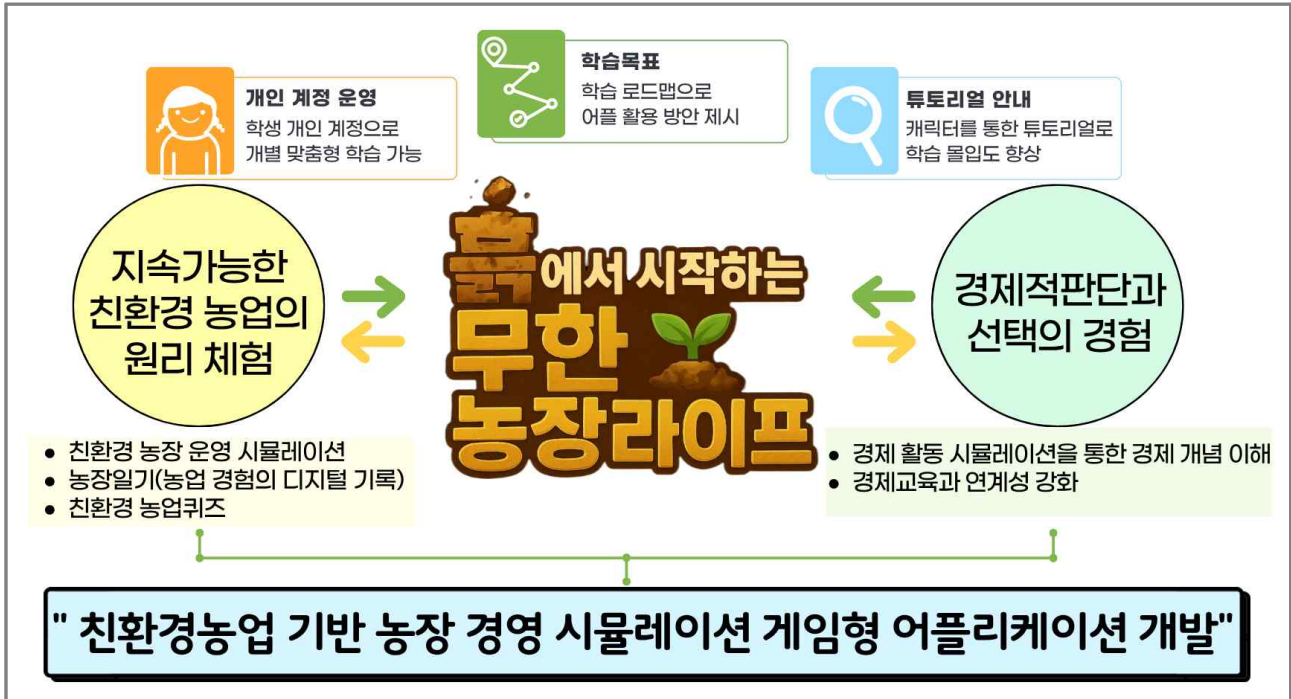 개인 계정 운영
학생 개인 계정으로
개별 맞춤형 학습 가능
학습목표
학습 로드맵으로
어플 활용 방안 제시
튜토리얼 안내
캐릭터를 통한 튜토리얼로
학습 몰입도 향상
지속가능한
친환경 농업의
원리 체험
흙에서 시작하는
무한
농장라이프
경제적판단과
선택의 경험
● 친환경 농장 운영 시뮬레이션
● 농장일기(농업 경험의 디지털 기록)
● 친환경 농업퀴즈
● 경제 활동 시뮬레이션을 통한 경제 개념 이해
● 경제교육과 연계성 강화
" 친환경농업 기반 농장 경영 시뮬레이션 게임형 어플리케이션 개발"